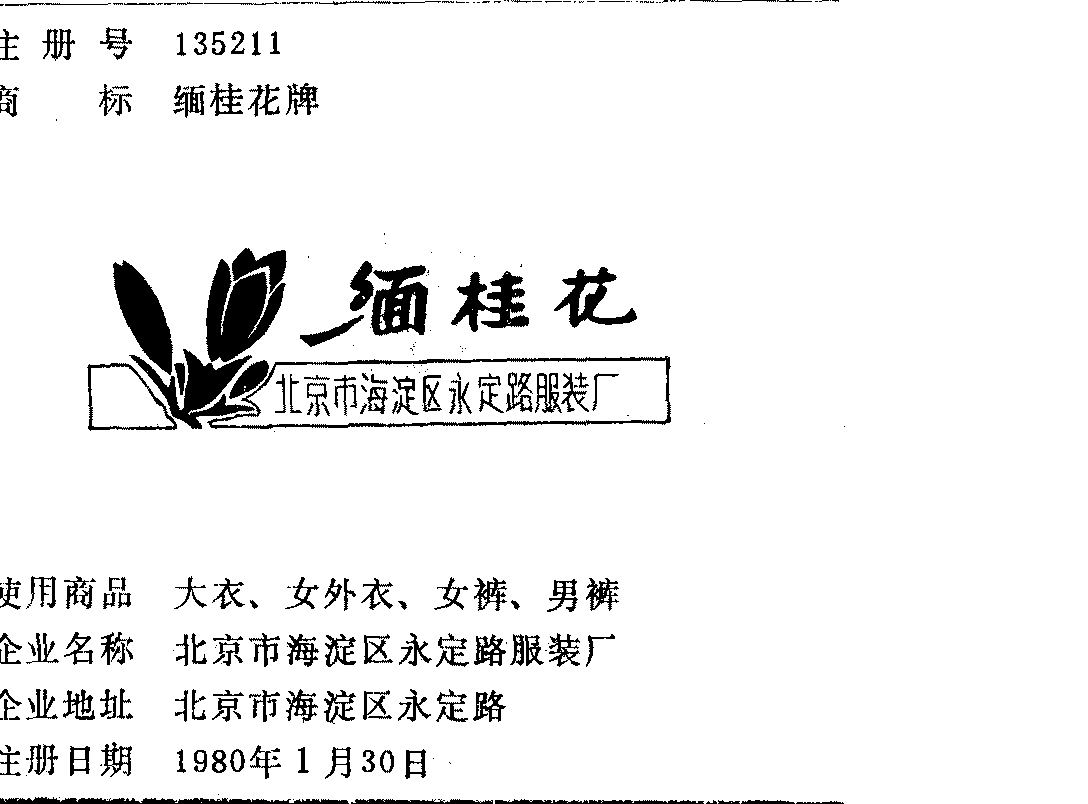 注册号 135211
商标 缅桂花牌
缅桂花
北京市海淀区永定路服装厂
使用商品 大衣、女外衣、女裤、男裤
企业名称 北京市海淀区永定路服装厂
企业地址 北京市海淀区永定路
注册日期 1980年1月30日